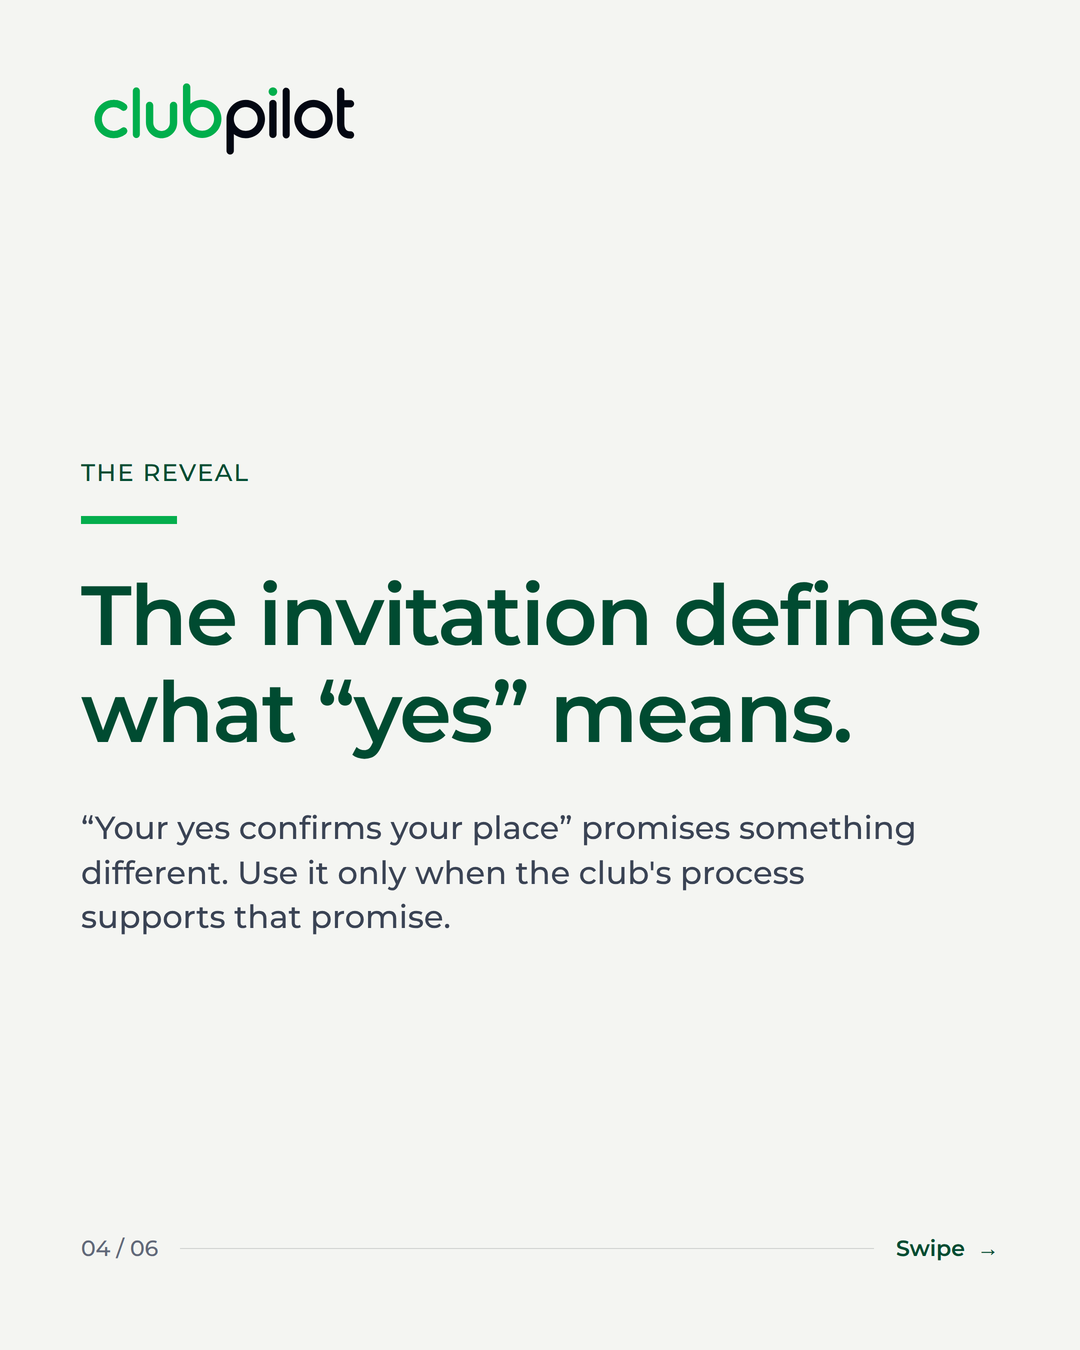 clubpilot
THE REVEAL
The invitation defines
what “yes” means.
“Your yes confirms your place” promises something
different. Use it only when the club's process
supports that promise.
04 / 06
Swipe →